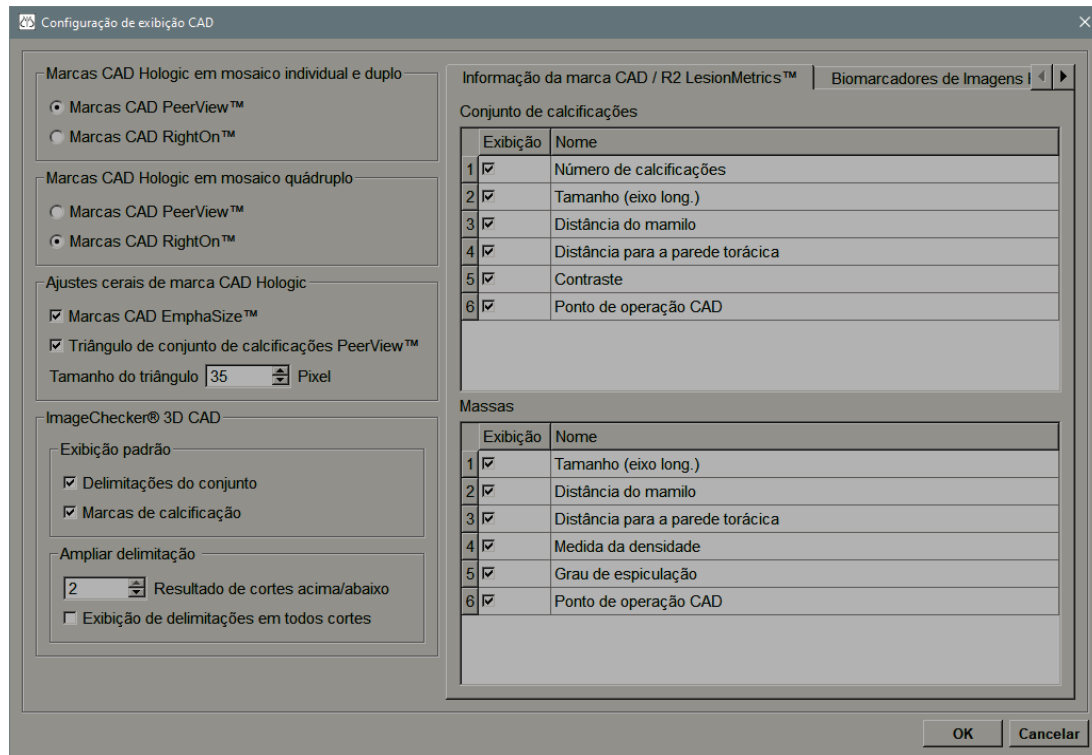 Configuração de exibição CAD
Marcas CAD Hologic em mosaico individual e duplo
Marcas CAD PeerView™
Marcas CAD RightOn™
Marcas CAD Hologic em mosaico quádruplo
Marcas CAD PeerView™
Marcas CAD RightOn™
Ajustes cerais de marca CAD Hologic
Marcas CAD EmphaSize™
Triângulo de conjunto de calcificações PeerView™
Tamanho do triângulo 35 Pixel
ImageChecker® 3D CAD
Exibição padrão
Delimitações do conjunto
Marcas de calcificação
Ampliar delimitação
2 Resultado de cortes acima/abaixo
Exibição de delimitações em todos cortes
Informação da marca CAD / R2 LesionMetrics™ Biomarcadores de Imagens
Conjunto de calcificações
Exibição Nome
1 Número de calcificações
2 Tamanho (eixo long.)
3 Distância do mamilo
4 Distância para a parede torácica
5 Contraste
6 Ponto de operação CAD
Massas
Exibição Nome
1 Tamanho (eixo long.)
2 Distância do mamilo
3 Distância para a parede torácica
4 Medida da densidade
5 Grau de espiculação
6 Ponto de operação CAD
OK Cancelar